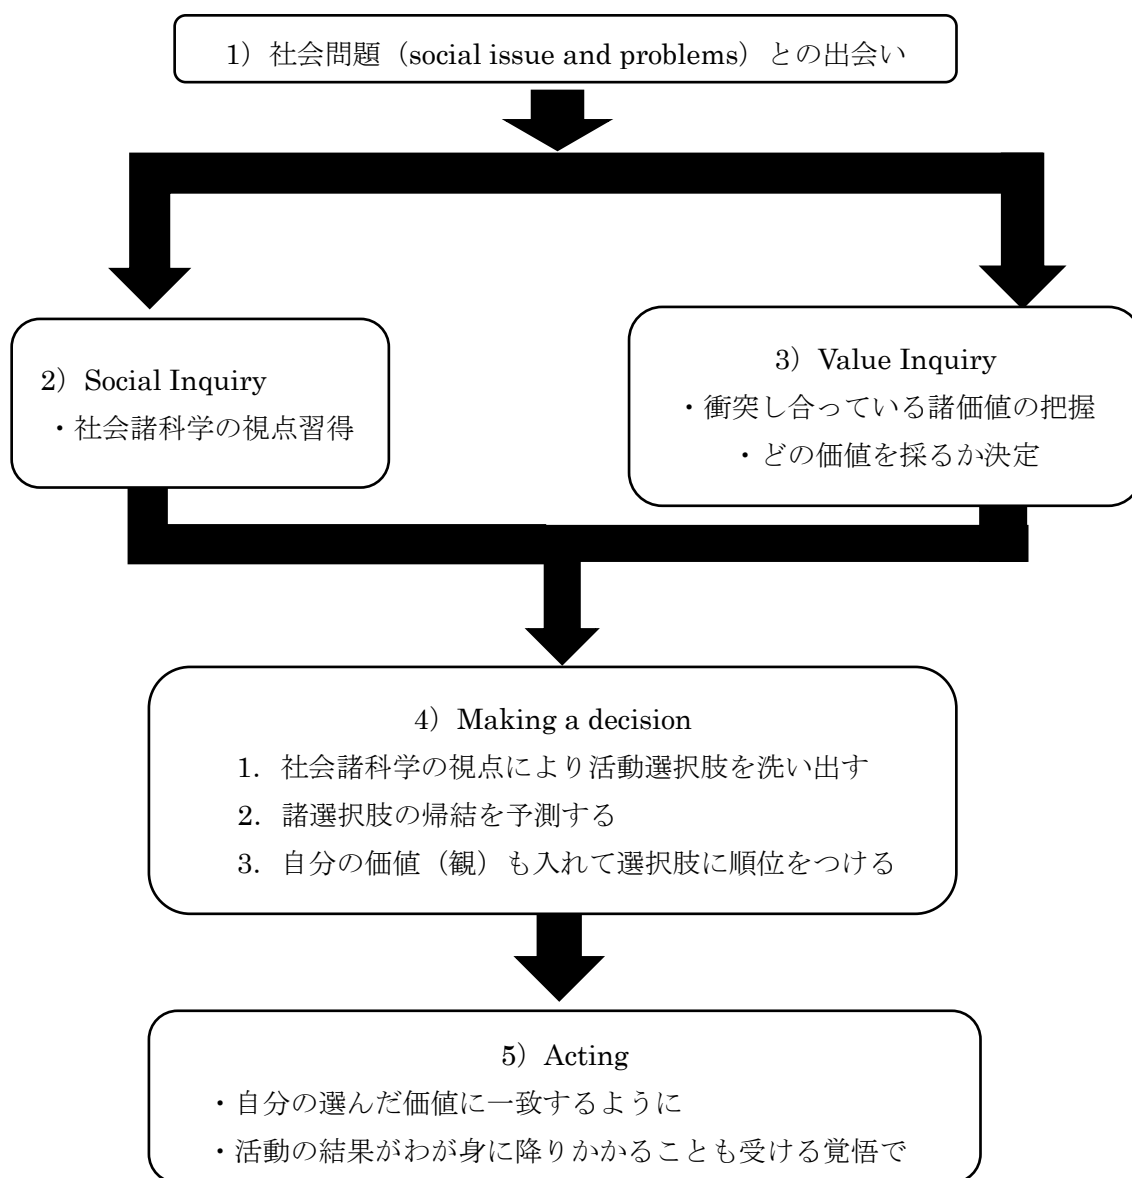 1）社会問題（social issue and problems）との出会い
2）Social Inquiry
・社会諸科学の視点習得
3）Value Inquiry
・衝突し合っている諸価値の把握
・どの価値を採るか決定
4）Making a decision
1．社会諸科学の視点により活動選択肢を洗い出す
2．諸選択肢の帰結を予測する
3．自分の価値（観）も入れて選択肢に順位をつける
5）Acting
・自分の選んだ価値に一致するように
・活動の結果がわが身に降りかかることも受ける覚悟で